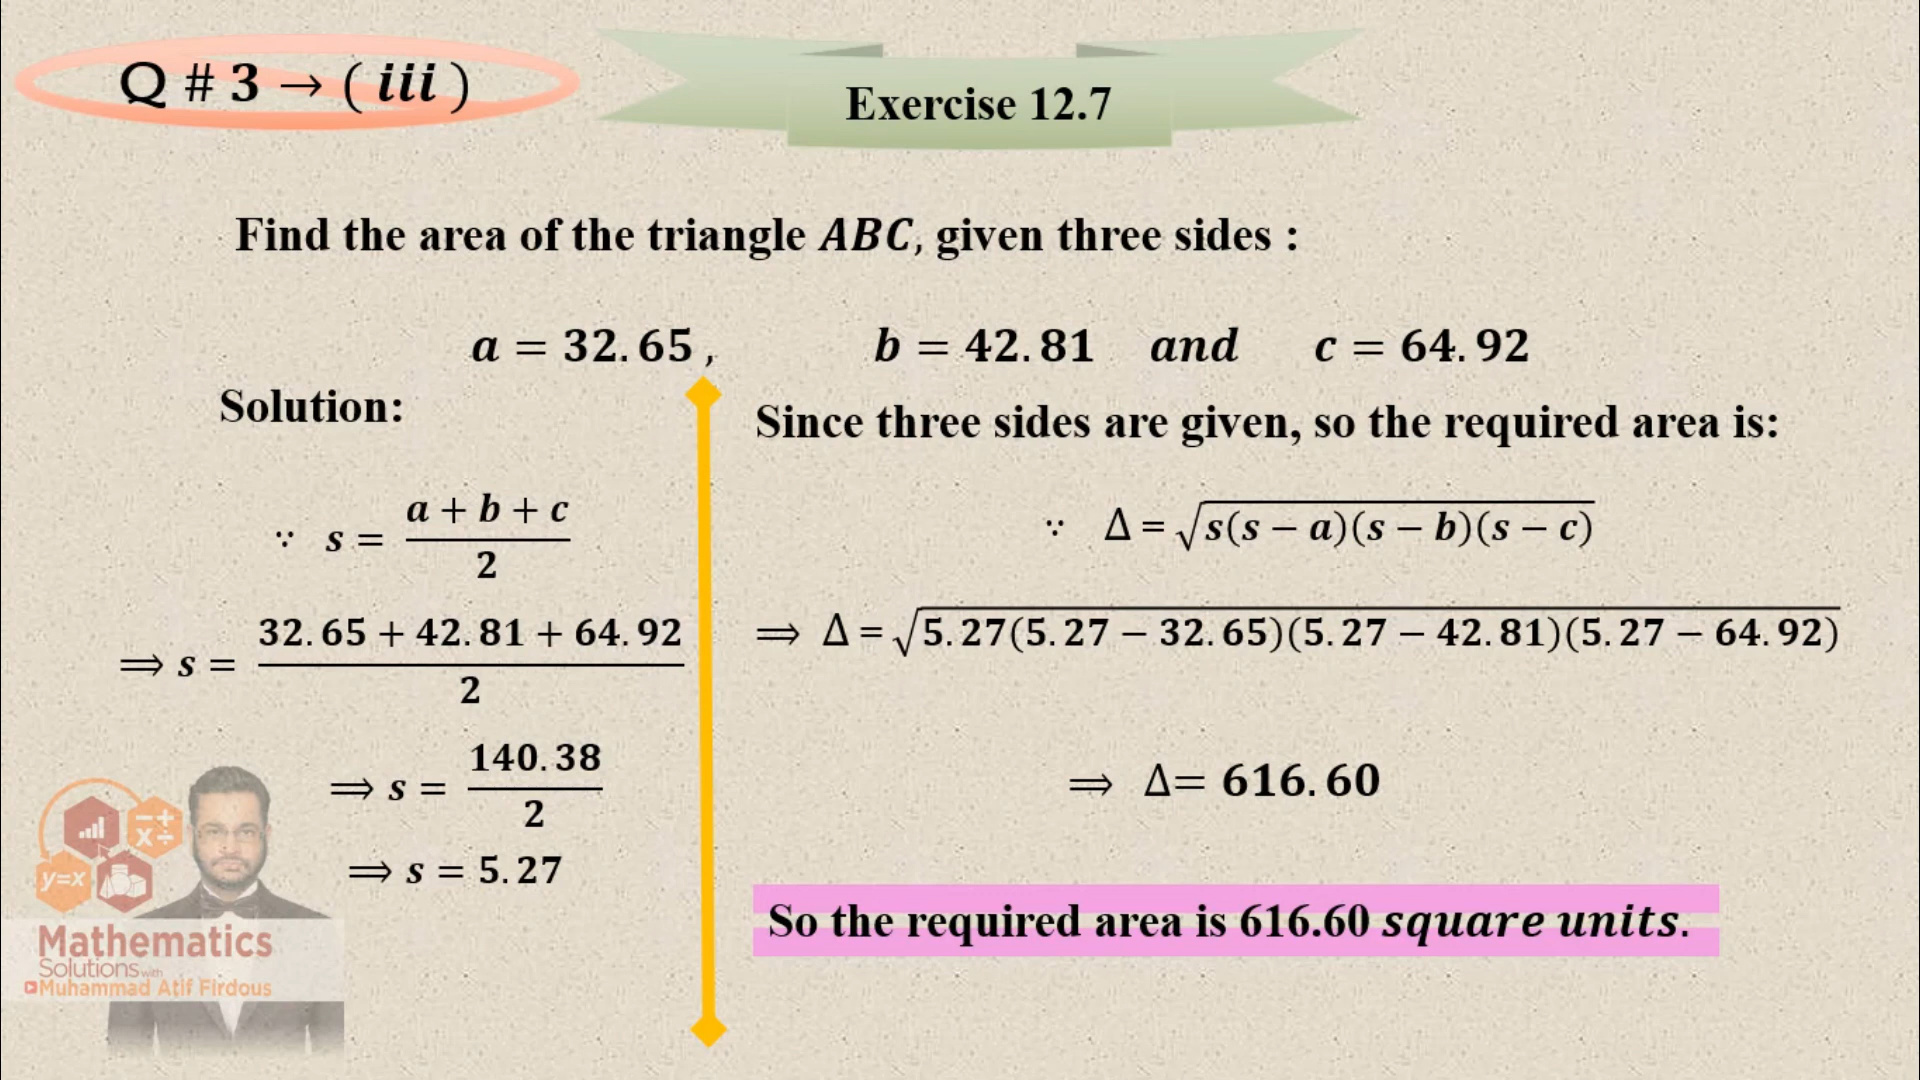 Q # 3 → ( iii )
Exercise 12.7
Find the area of the triangle ABC, given three sides :
a = 32.65 , b = 42.81 and c = 64.92
Solution:
∵ s = (a + b + c)/2
⟹ s = (32.65 + 42.81 + 64.92)/2
⟹ s = 140.38/2
⟹ s = 5.27
Since three sides are given, so the required area is:
∵ Δ = √(s(s − a)(s − b)(s − c))
⟹ Δ = √(5.27(5.27 − 32.65)(5.27 − 42.81)(5.27 − 64.92))
⟹ Δ= 616.60
So the required area is 616.60 square units.
y=x
Mathematics
Solutions with
Muhammad Atif Firdous